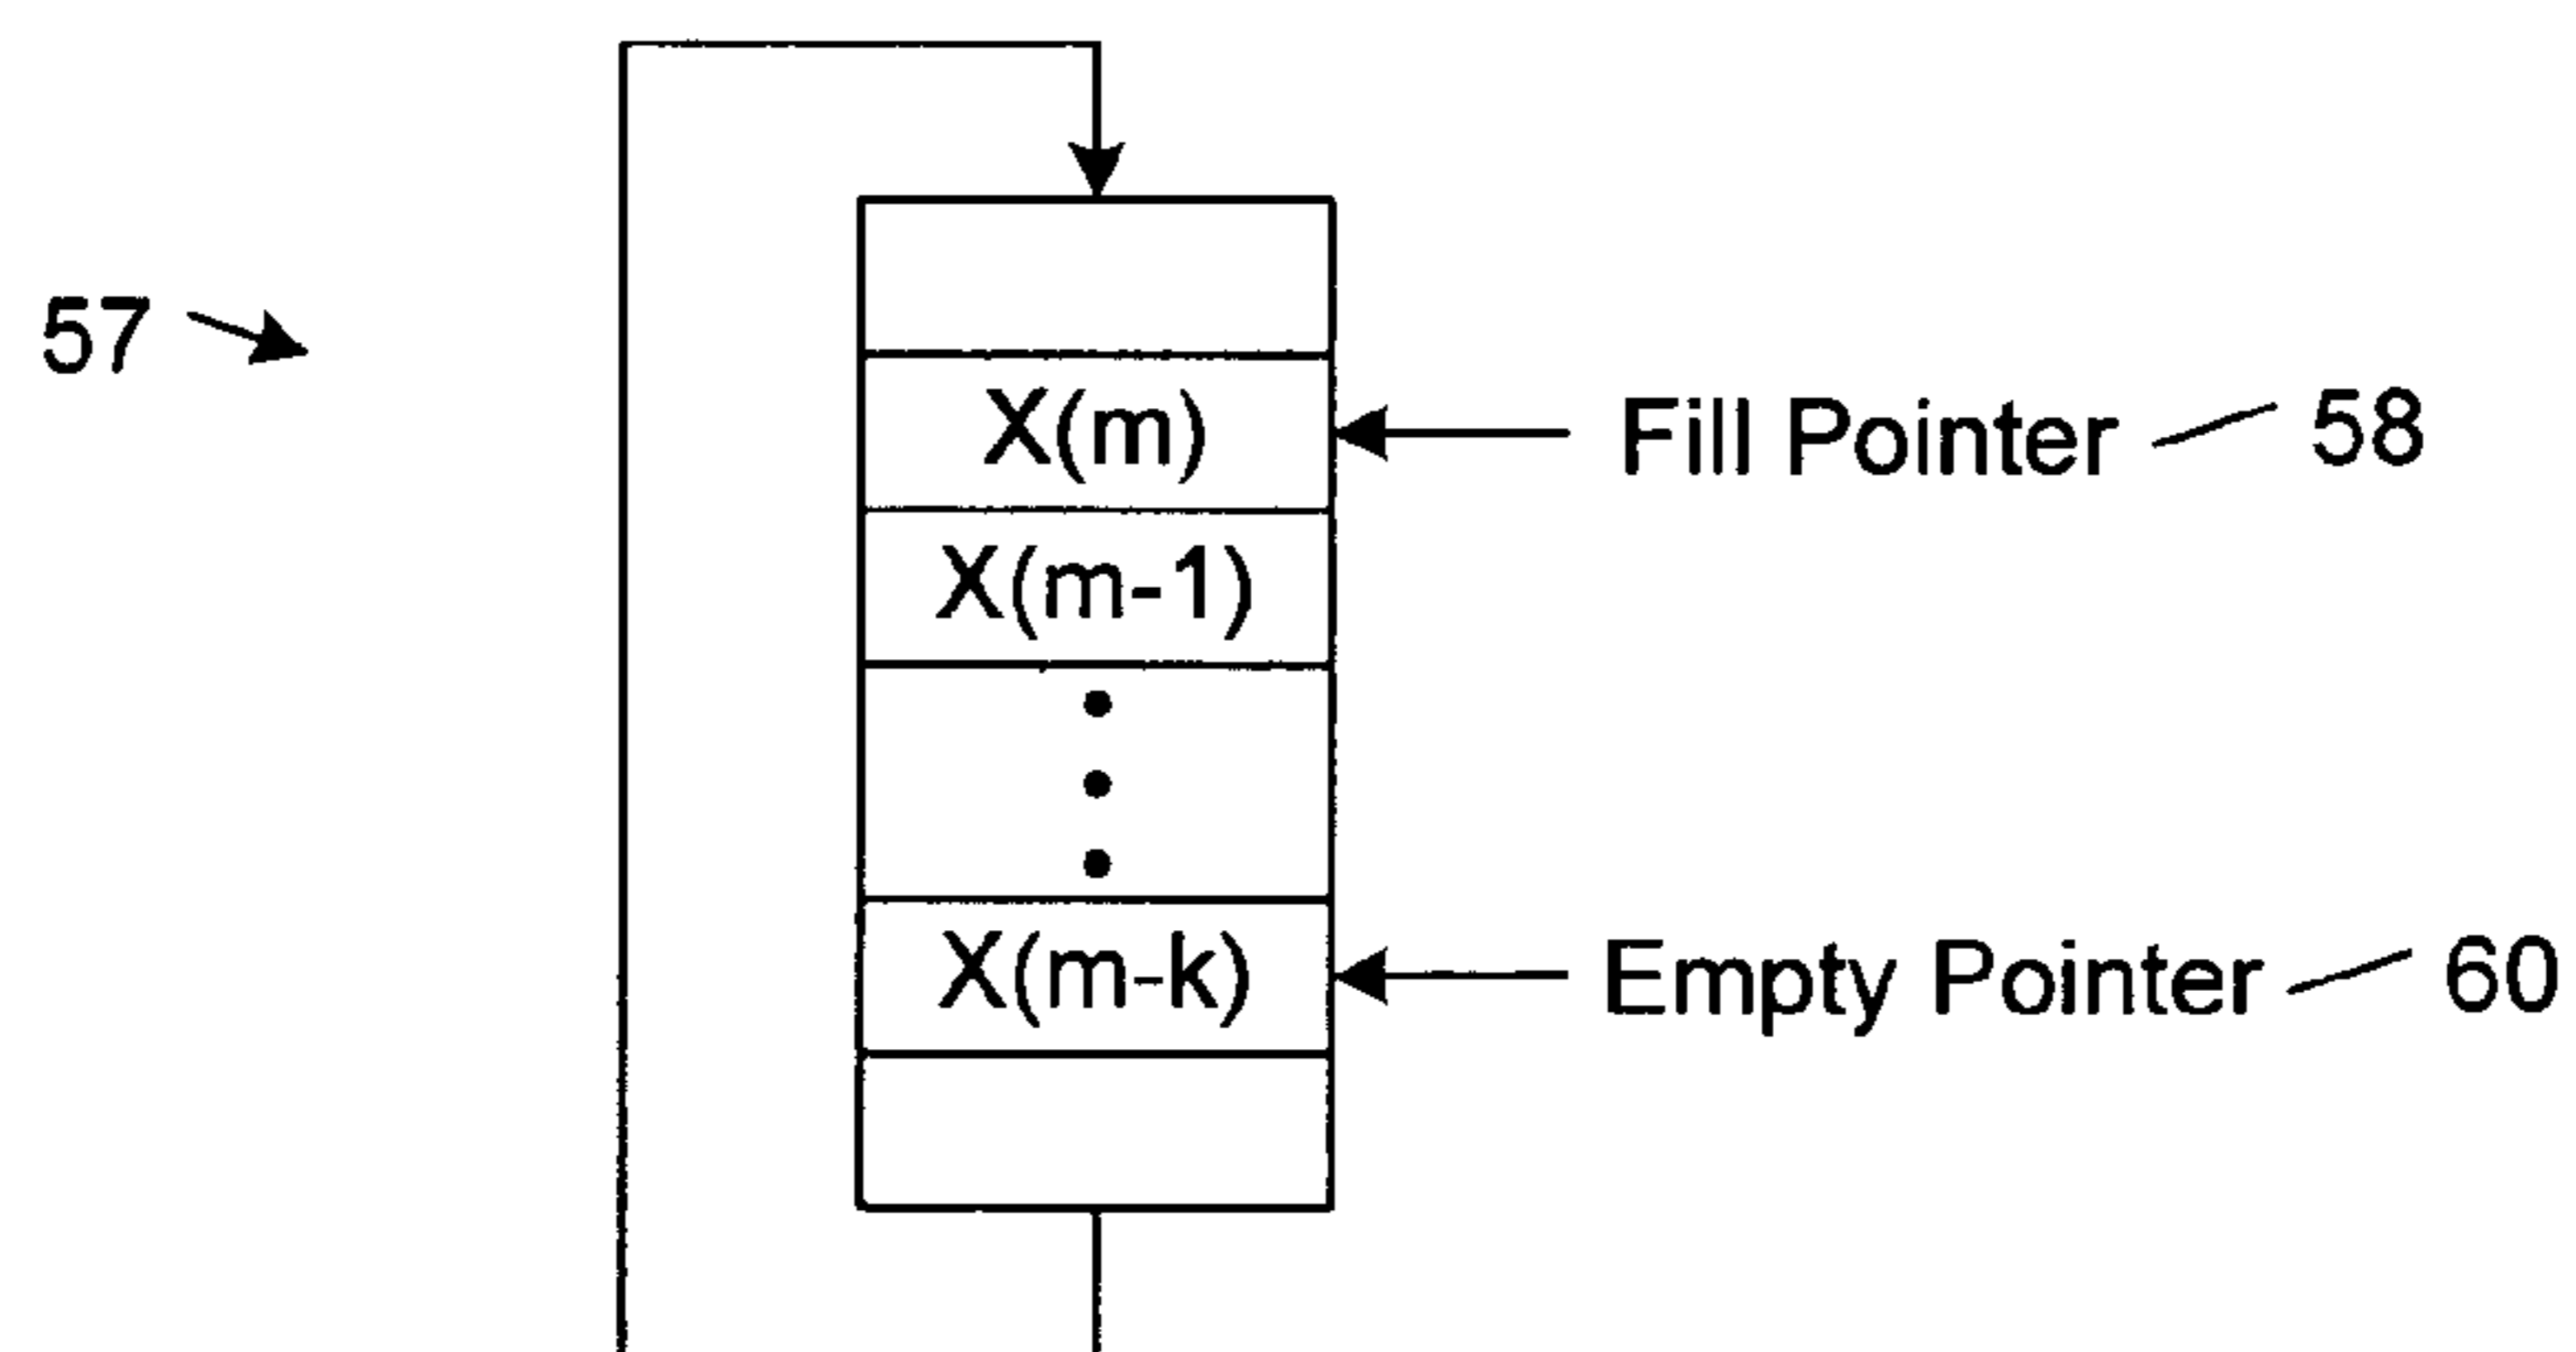 57
X(m)
Fill Pointer 58
X(m-1)
X(m-k)
Empty Pointer 60